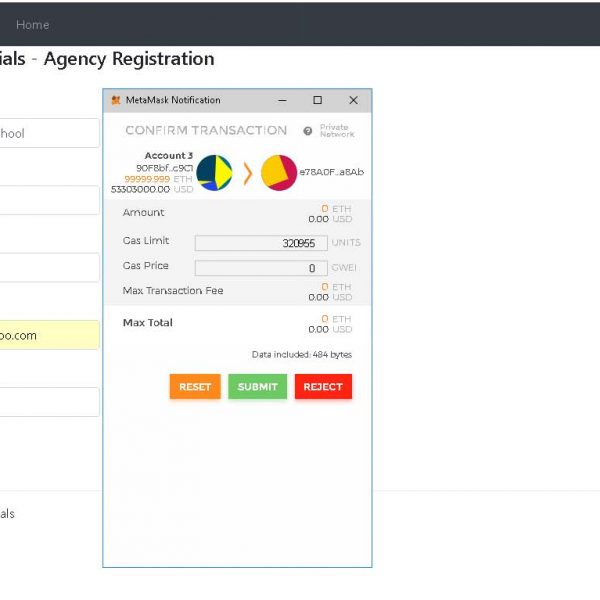 Home
ials - Agency Registration
hool
oo.com
als
MetaMask Notification
CONFIRM TRANSACTION ? Private Network
Account 3
90F8bf...c9C1
99999.999 ETH
53303000.00 USD
e78A0F...a8Ab
Amount 0 ETH
0.00 USD
Gas Limit 320955 UNITS
Gas Price 0 GWEI
Max Transaction Fee 0 ETH
0.00 USD
Max Total 0 ETH
0.00 USD
Data included: 484 bytes
RESET SUBMIT REJECT